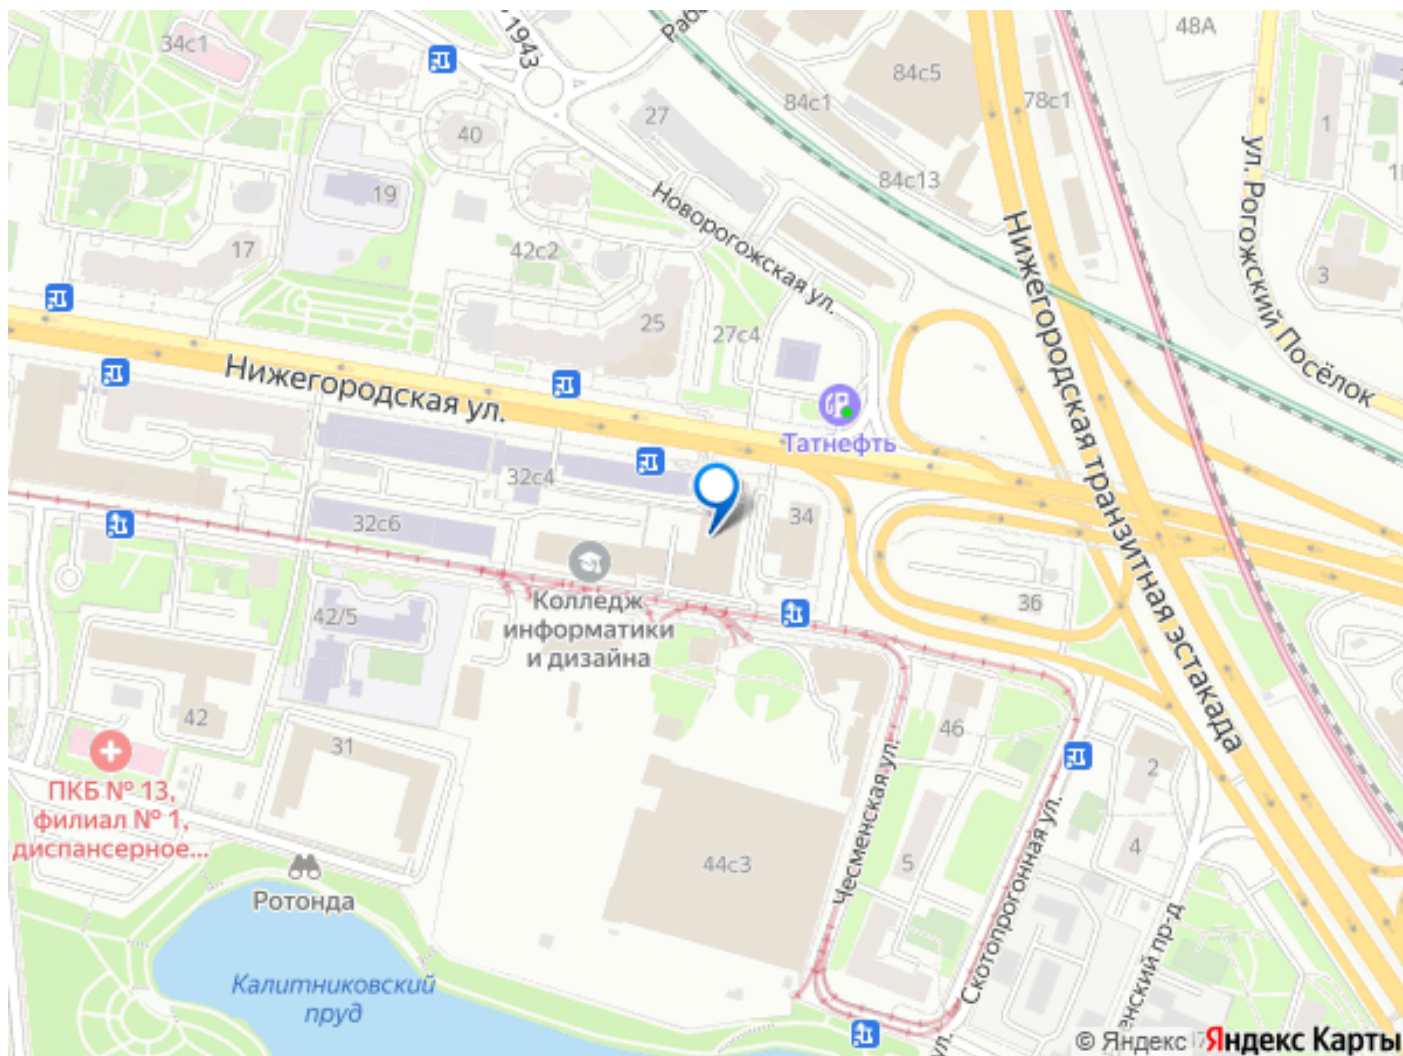 34с1
1943
48А
84с5
84с1
78с1
27
40
1
84с13
ул. Рогожский Посёлок
19
Новорогожская ул.
17
42с2
3
25
27с4
Нижегородская транзитная эстакада
Нижегородская ул.
Татнефть
32с4
32с6
34
Колледж
информатики
и дизайна
36
42/5
42
31
46
2
ПКБ № 13,
филиал № 1,
диспансерное...
Чесменская ул.
Скотопрогонная ул.
4
44с3
5
Ротонда
Калитниковский
пруд
енский пр-д
ул.
© Яндекс
Яндекс Карты